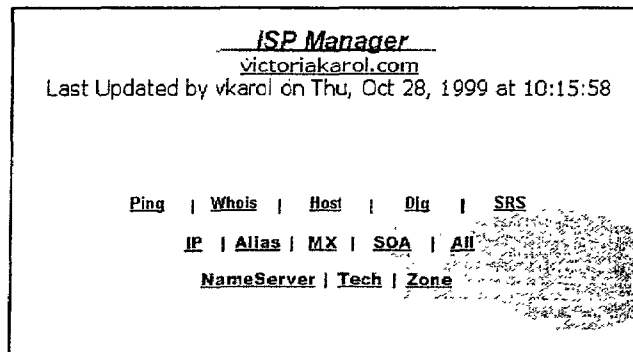 ISP Manager
victoriakarol.com
Last Updated by vkarol on Thu, Oct 28, 1999 at 10:15:58
Ping | Whois | Host | Dig | SRS
IP | Alias | MX | SOA | All
NameServer | Tech | Zone